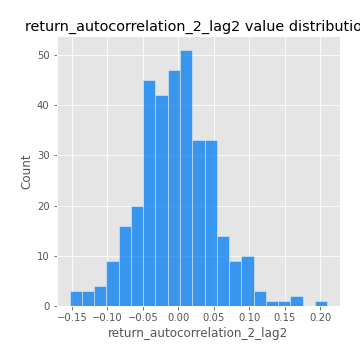 return_autocorrelation_2_lag2 value distributio
50
40
30
20
10
0
Count
−0.15 −0.10 −0.05 0.00 0.05 0.10 0.15 0.20
return_autocorrelation_2_lag2